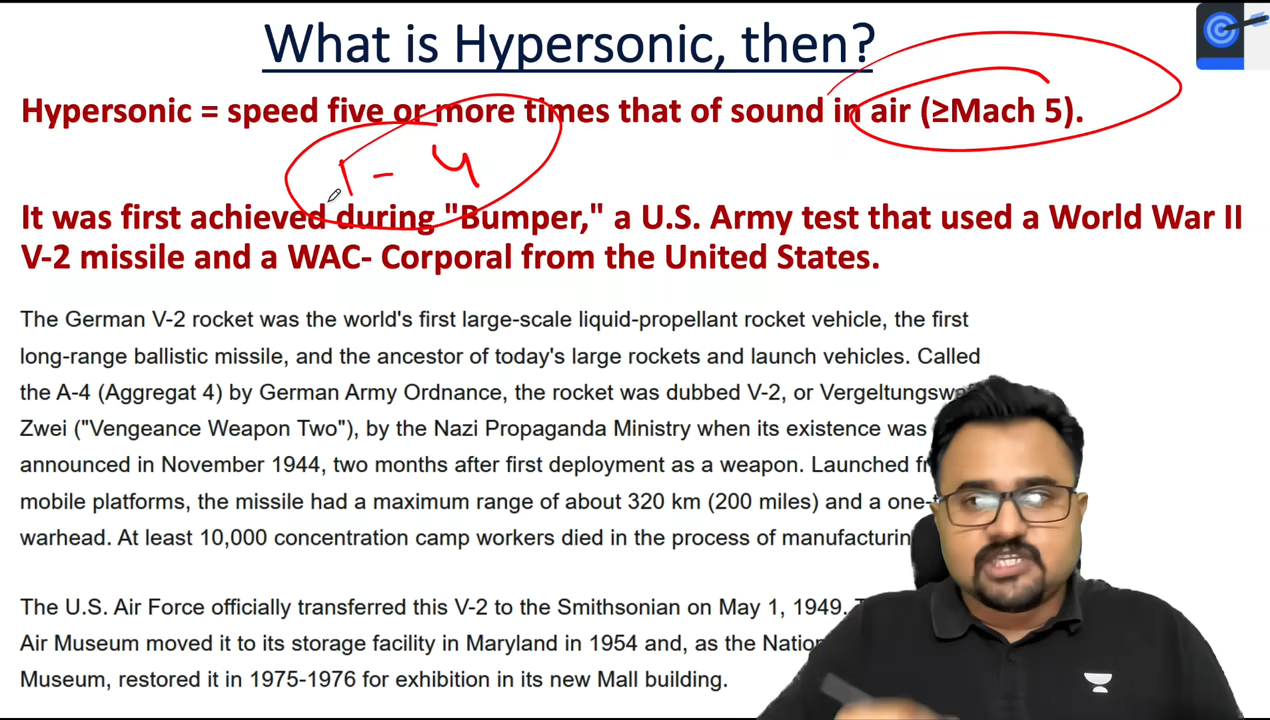 What is Hypersonic, then?
Hypersonic = speed five or more times that of sound in air (≥Mach 5).
1 - 4
It was first achieved during "Bumper," a U.S. Army test that used a World War II
V-2 missile and a WAC- Corporal from the United States.
The German V-2 rocket was the world's first large-scale liquid-propellant rocket vehicle, the first
long-range ballistic missile, and the ancestor of today's large rockets and launch vehicles. Called
the A-4 (Aggregat 4) by German Army Ordnance, the rocket was dubbed V-2, or
Zwei ("Vengeance Weapon Two"), by the Nazi Propaganda Ministry when its existence was
announced in November 1944, two months after first deployment as a weapon. Launched
mobile platforms, the missile had a maximum range of about 320 km (200 miles) and a
warhead. At least 10,000 concentration camp workers died in the process of
The U.S. Air Force officially transferred this V-2 to the Smithsonian on May 1, 1949.
Air Museum moved it to its storage facility in Maryland in 1954 and, as the
Museum, restored it in 1975-1976 for exhibition in its new Mall building.